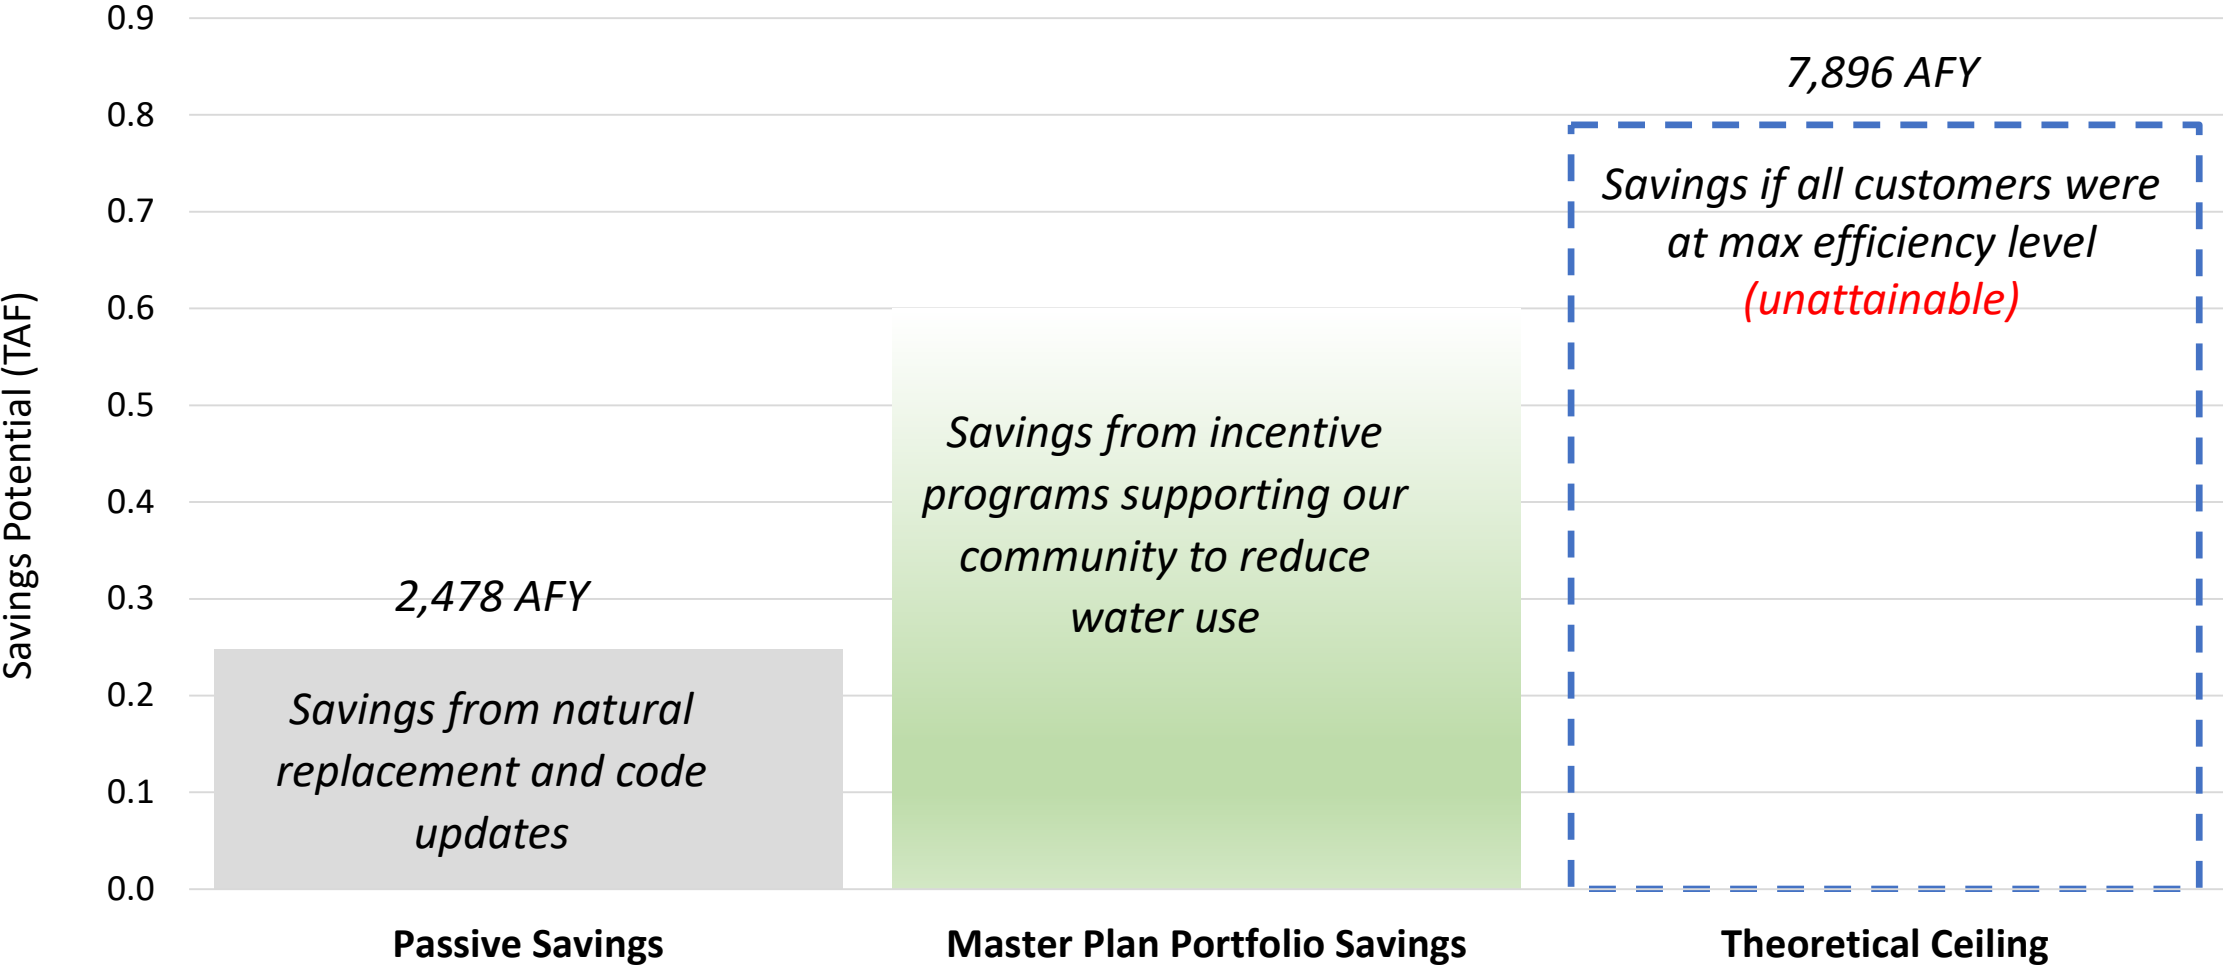 Savings Potential (TAF)
0.9
0.8
0.7
0.6
0.5
0.4
0.3
0.2
0.1
0.0
2,478 AFY
Savings from natural
replacement and code
updates
Savings from incentive
programs supporting our
community to reduce
water use
7,896 AFY
Savings if all customers were
at max efficiency level
(unattainable)
Passive Savings
Master Plan Portfolio Savings
Theoretical Ceiling